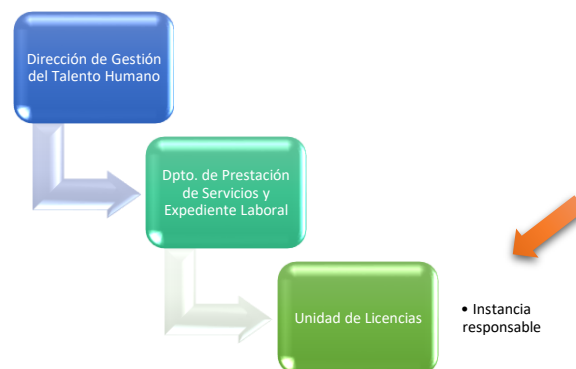 Dirección de Gestión
del Talento Humano
Dpto. de Prestación
de Servicios y
Expediente Laboral
Unidad de Licencias
• Instancia
responsable